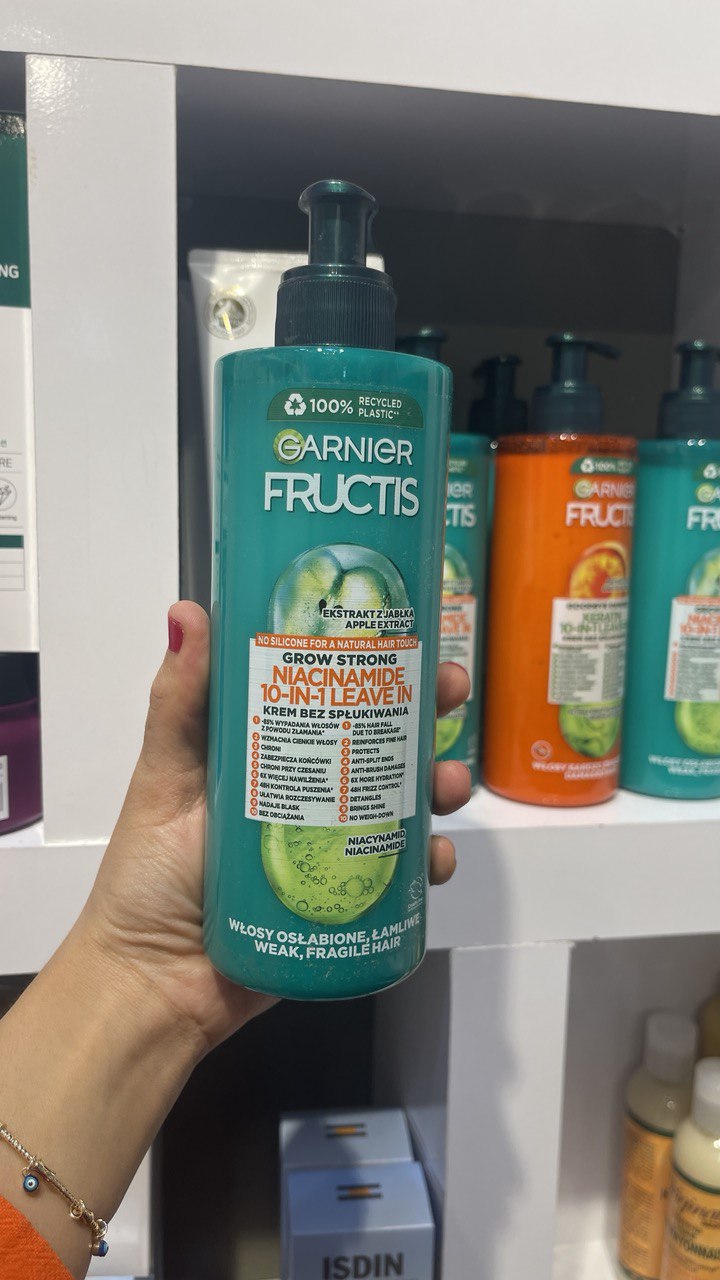 100% RECYCLED
PLASTIC**
GARNIER
FRUCTIS
EKSTRAKT Z JABŁKA
APPLE EXTRACT
NO SILICONE FOR A NATURAL HAIR TOUCH
GROW STRONG
NIACINAMIDE
10-IN-1 LEAVE IN
KREM BEZ SPŁUKIWANIA
1 -85% WYPADANIA WŁOSÓW
Z POWODU ZŁAMANIA*
2 WZMACNIA CIENKIE WŁOSY
3 CHRONI
4 ZABEZPIECZA KOŃCÓWKI
5 CHRONI PRZY CZESANIU
6 6X WIĘCEJ NAWILŻENIA*
7 48H KONTROLA PUSZENIA*
8 UŁATWIA ROZCZESYWANIE
9 NADAJE BLASK
10 BEZ OBCIĄŻANIA
1 -85% HAIR FALL
DUE TO BREAKAGE*
2 REINFORCES FINE HAIR
3 PROTECTS
4 ANTI-SPLIT ENDS
5 ANTI-BRUSH DAMAGES
6 6X MORE HYDRATION*
7 48H FRIZZ CONTROL*
8 DETANGLES
9 BRINGS SHINE
10 NO WEIGH-DOWN
NIACYNAMID
NIACINAMIDE
WŁOSY OSŁABIONE, ŁAMLIWE
WEAK, FRAGILE HAIR
NG
RE
CTIS
100%
GARNIER
FRUCTIS
KERATIN
10-IN-1 LEAVE
FR
ISDIN